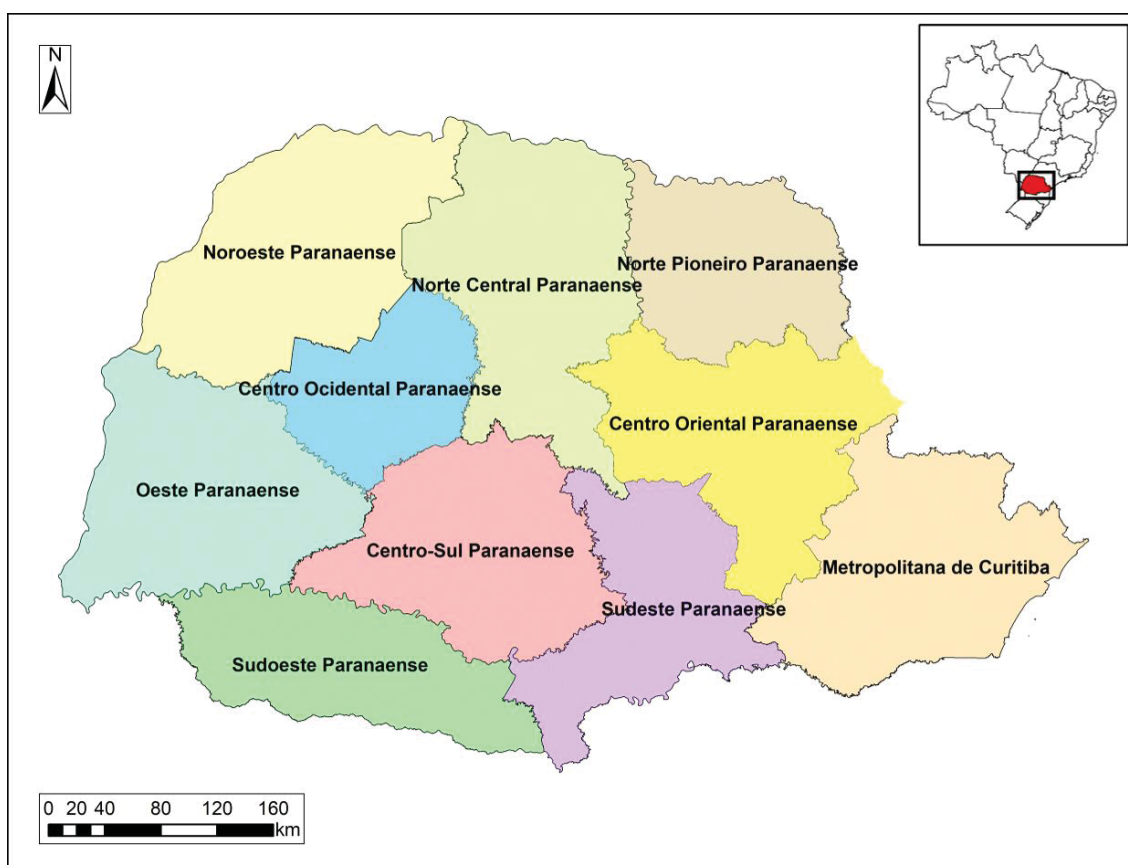 N
Noroeste Paranaense
Norte Pioneiro Paranaense
Norte Central Paranaense
Centro Ocidental Paranaense
Centro Oriental Paranaense
Oeste Paranaense
Centro-Sul Paranaense
Metropolitana de Curitiba
Sudeste Paranaense
Sudoeste Paranaense
0 20 40 80 120 160
km